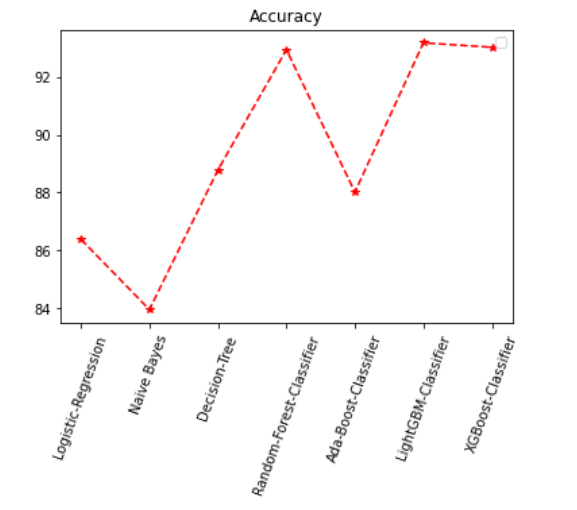 Accuracy
92
90
88
86
84
Logistic-Regression
Naive Bayes
Decision-Tree
Random-Forest-Classifier
Ada-Boost-Classifier
LightGBM-Classifier
XGBoost-Classifier